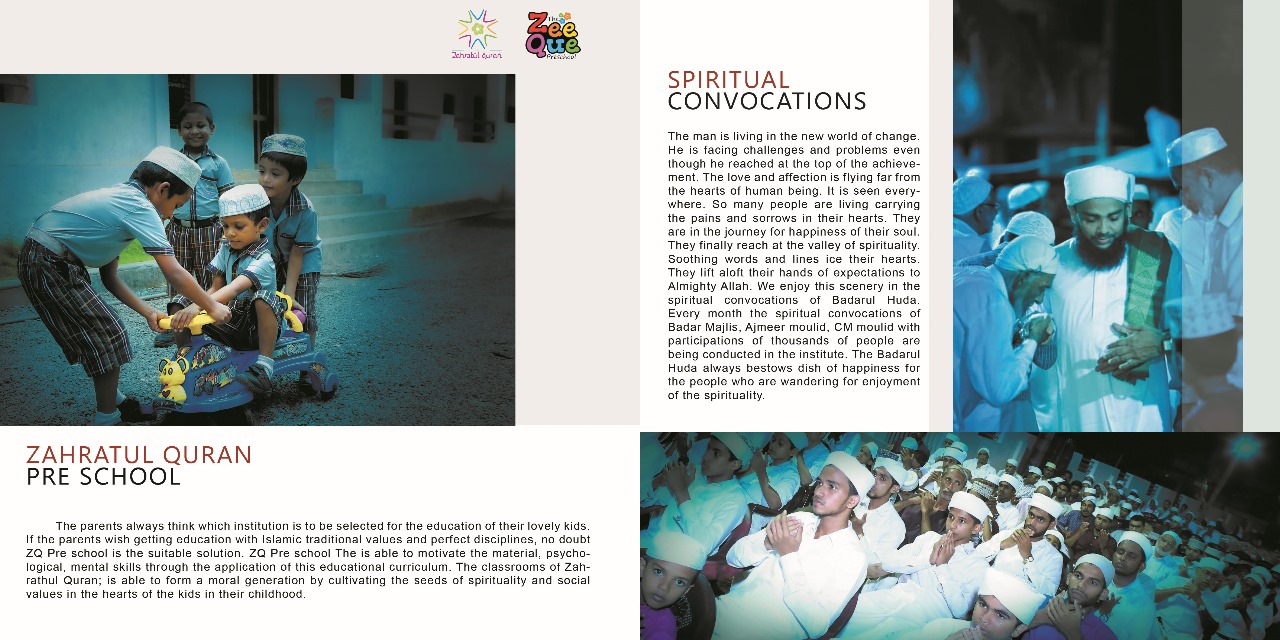 Zahratul Quran
The
Zee
Que
Preschool
ZAHRATUL QURAN
PRE SCHOOL
The parents always think which institution is to be selected for the education of their lovely kids.
If the parents wish getting education with Islamic traditional values and perfect disciplines, no doubt
ZQ Pre school is the suitable solution. ZQ Pre school The is able to motivate the material, psycho-
logical, mental skills through the application of this educational curriculum. The classrooms of Zah-
rathul Quran; is able to form a moral generation by cultivating the seeds of spirituality and social
values in the hearts of the kids in their childhood.
SPIRITUAL
CONVOCATIONS
The man is living in the new world of change.
He is facing challenges and problems even
though he reached at the top of the achieve-
ment. The love and affection is flying far from
the hearts of human being. It is seen every-
where. So many people are living carrying
the pains and sorrows in their hearts. They
are in the journey for happiness of their soul.
They finally reach at the valley of spirituality.
Soothing words and lines ice their hearts.
They lift aloft their hands of expectations to
Almighty Allah. We enjoy this scenery in the
spiritual convocations of Badarul Huda.
Every month the spiritual convocations of
Badar Majlis, Ajmeer moulid, CM moulid with
participations of thousands of people are
being conducted in the institute. The Badarul
Huda always bestows dish of happiness for
the people who are wandering for enjoyment
of the spirituality.